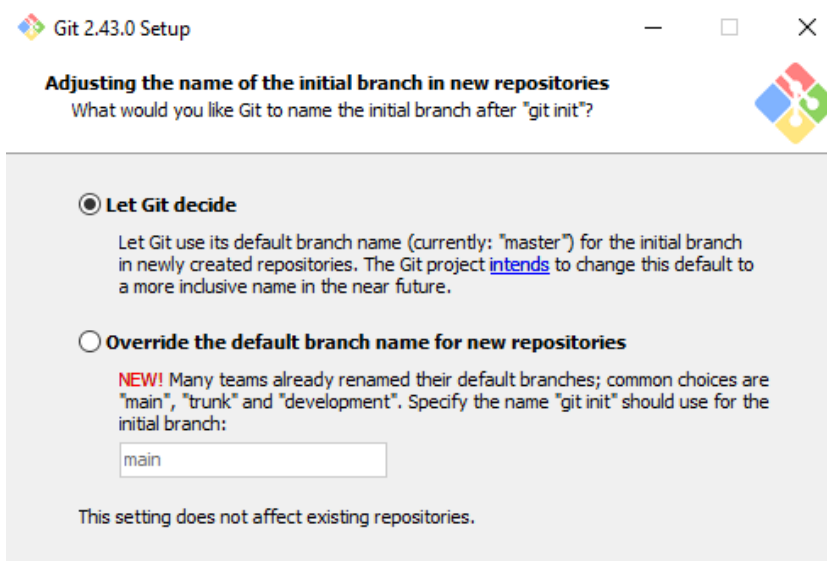 Git 2.43.0 Setup
Adjusting the name of the initial branch in new repositories
What would you like Git to name the initial branch after "git init"?
Let Git decide
Let Git use its default branch name (currently: "master") for the initial branch
in newly created repositories. The Git project intends to change this default to
a more inclusive name in the near future.
Override the default branch name for new repositories
NEW! Many teams already renamed their default branches; common choices are
"main", "trunk" and "development". Specify the name "git init" should use for the
initial branch:
main
This setting does not affect existing repositories.